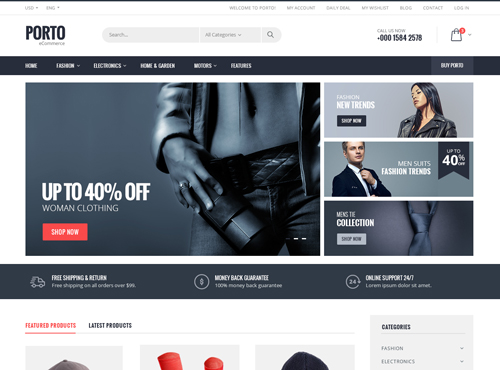 USD ENG WELCOME TO PORTO! MY ACCOUNT DAILY DEAL MY WISHLIST BLOG CONTACT LOG IN
PORTO
eCommerce
Search... All Categories
CALL US NOW
+000 1584 2578
HOME FASHION ELECTRONICS HOME & GARDEN MOTORS FEATURES BUY PORTO
UP TO 40% OFF
WOMAN CLOTHING
SHOP NOW
FASHION
NEW TRENDS
SHOP NOW
MEN SUITS
FASHION TRENDS
UP TO
40% OFF
MENS TIE
COLLECTION
SHOP NOW
FREE SHIPPING & RETURN
Free shipping on all orders over $99.
MONEY BACK GUARANTEE
100% money back guarantee
24
ONLINE SUPPORT 24/7
Lorem ipsum dolor sit amet.
FEATURED PRODUCTS LATEST PRODUCTS
CATEGORIES
FASHION
ELECTRONICS